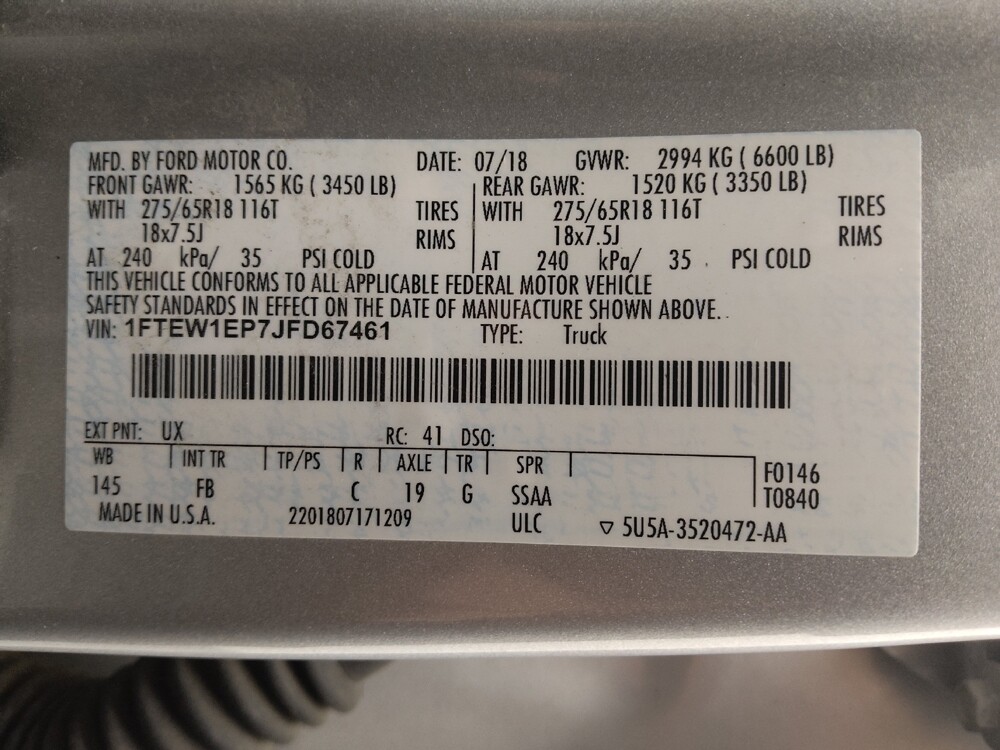 MFD. BY FORD MOTOR CO. DATE: 07/18 GVWR: 2994 KG ( 6600 LB)
FRONT GAWR: 1565 KG ( 3450 LB) REAR GAWR: 1520 KG ( 3350 LB)
WITH 275/65R18 116T TIRES WITH 275/65R18 116T TIRES
18x7.5J RIMS 18x7.5J RIMS
AT 240 kPa/ 35 PSI COLD AT 240 kPa/ 35 PSI COLD
THIS VEHICLE CONFORMS TO ALL APPLICABLE FEDERAL MOTOR VEHICLE
SAFETY STANDARDS IN EFFECT ON THE DATE OF MANUFACTURE SHOWN ABOVE.
VIN: 1FTEW1EP7JFD67461 TYPE: Truck
EXT PNT: UX RC: 41 DSO:
WB INT TR TP/PS R AXLE TR SPR F0146
145 FB C 19 G SSAA T0840
MADE IN U.S.A. 2201807171209 ULC ▽ 5U5A-3520472-AA